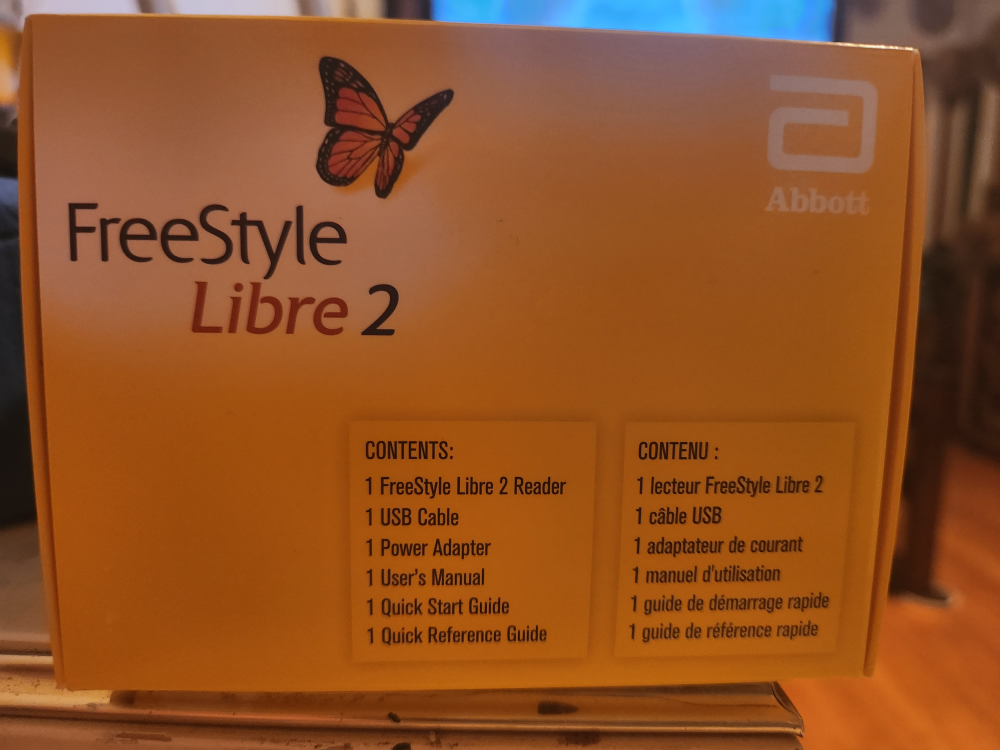 FreeStyle
Libre 2
Abbott
CONTENTS:
1 FreeStyle Libre 2 Reader
1 USB Cable
1 Power Adapter
1 User's Manual
1 Quick Start Guide
1 Quick Reference Guide
CONTENU :
1 lecteur FreeStyle Libre 2
1 câble USB
1 adaptateur de courant
1 manuel d'utilisation
1 guide de démarrage rapide
1 guide de référence rapide